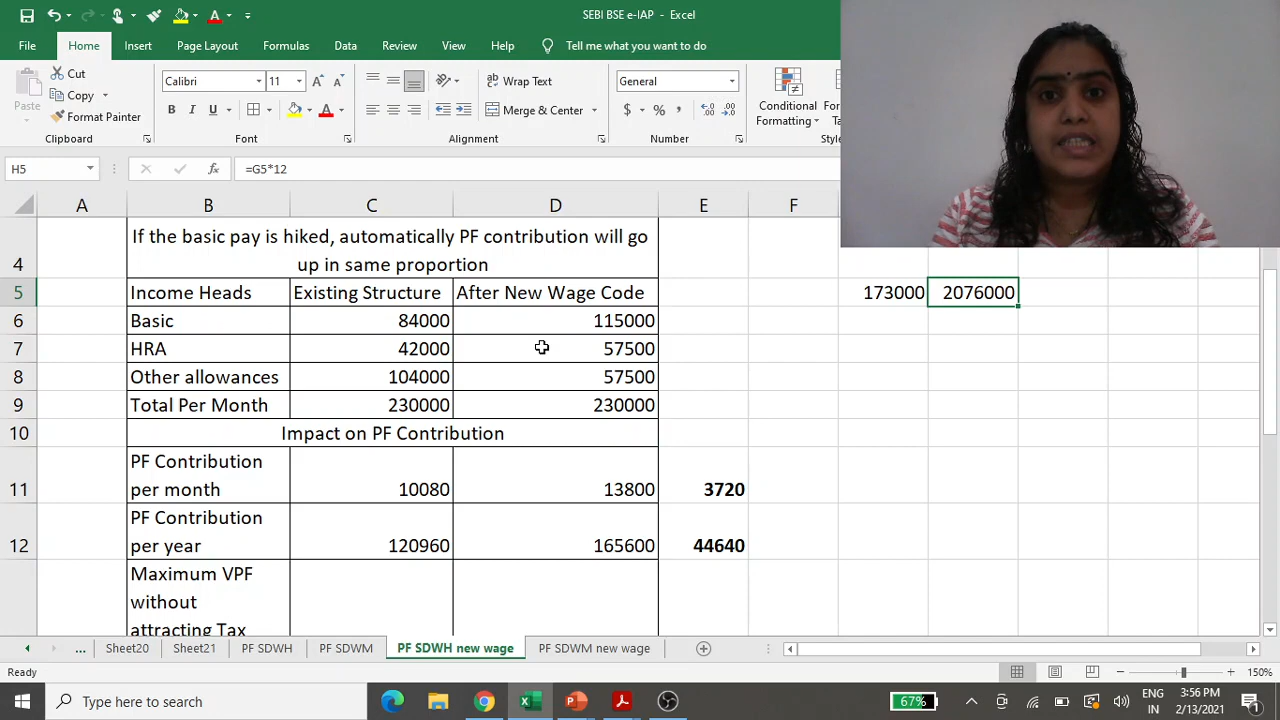 SEBI BSE e-IAP - Excel
File Home Insert Page Layout Formulas Data Review View Help Tell me what you want to do
Cut
Copy
Paste
Format Painter
Clipboard
Calibri 11
B I U
Font
Wrap Text
Merge & Center
Alignment
General
$ % ,
Number
Conditional
Formatting
Styl
H5 =G5*12
A B C D E F
4 If the basic pay is hiked, automatically PF contribution will go
up in same proportion
5 Income Heads Existing Structure After New Wage Code 173000 2076000
6 Basic 84000 115000
7 HRA 42000 57500
8 Other allowances 104000 57500
9 Total Per Month 230000 230000
10 Impact on PF Contribution
PF Contribution
11 per month 10080 13800 3720
PF Contribution
12 per year 120960 165600 44640
Maximum VPF
without
attracting Tax
... Sheet20 Sheet21 PF SDWH PF SDWM PF SDWH new wage PF SDWM new wage
Ready 150%
Type here to search
67%
ENG
IN
3:56 PM
2/13/2021
1